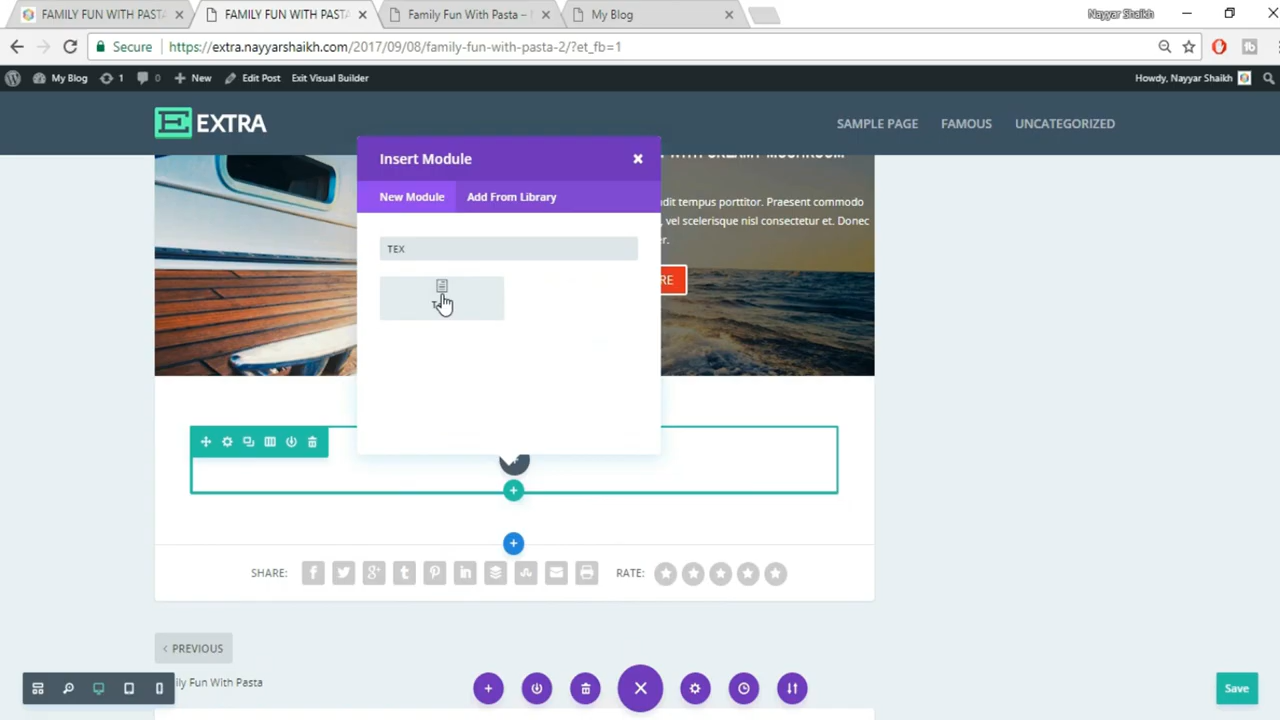 FAMILY FUN WITH PASTA
FAMILY FUN WITH PASTA
Family Fun With Pasta –
My Blog
Nayyar Shaikh
Secure
https://extra.nayyarshaikh.com/2017/09/08/family-fun-with-pasta-2/?et_fb=1
My Blog
1
0
New
Edit Post
Exit Visual Builder
Howdy, Nayyar Shaikh
EXTRA
SAMPLE PAGE
FAMOUS
UNCATEGORIZED
Insert Module
New Module
Add From Library
TEX
dit tempus porttitor. Praesent commodo
, vel scelerisque nisl consectetur et. Donec
er.
RE
SHARE:
RATE:
< PREVIOUS
ily Fun With Pasta
Save